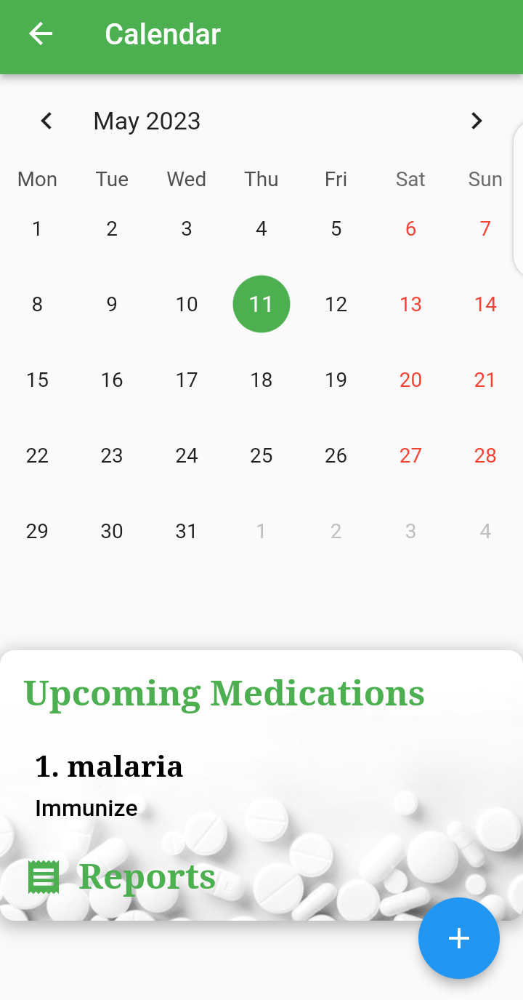 Calendar
May 2023
Mon Tue Wed Thu Fri Sat Sun
1 2 3 4 5 6 7
8 9 10 11 12 13 14
15 16 17 18 19 20 21
22 23 24 25 26 27 28
29 30 31 1 2 3 4
Upcoming Medications
1. malaria
Immunize
Reports